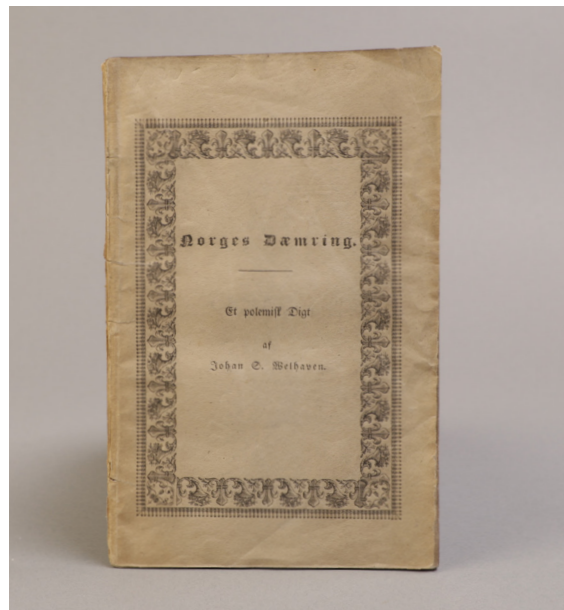 Norges Dæmring.
Et polemisk Digt
af
Johan S. Welhaven.